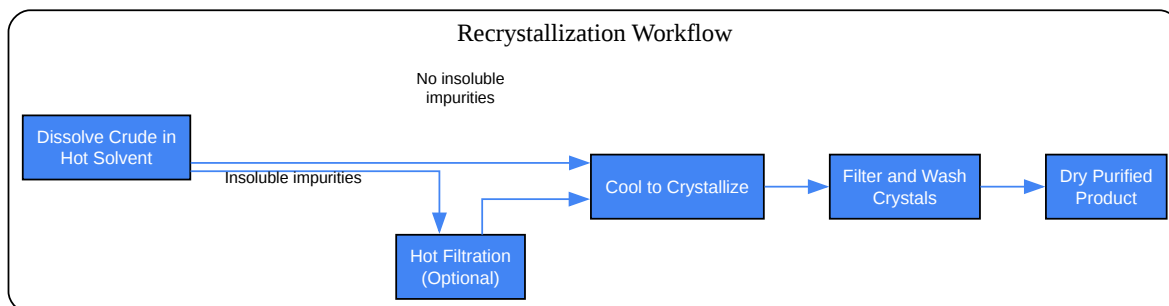 Recrystallization Workflow
No insoluble
impurities
Dissolve Crude in
Hot Solvent
Insoluble impurities
Cool to Crystallize
Filter and Wash
Crystals
Dry Purified
Product
Hot Filtration
(Optional)